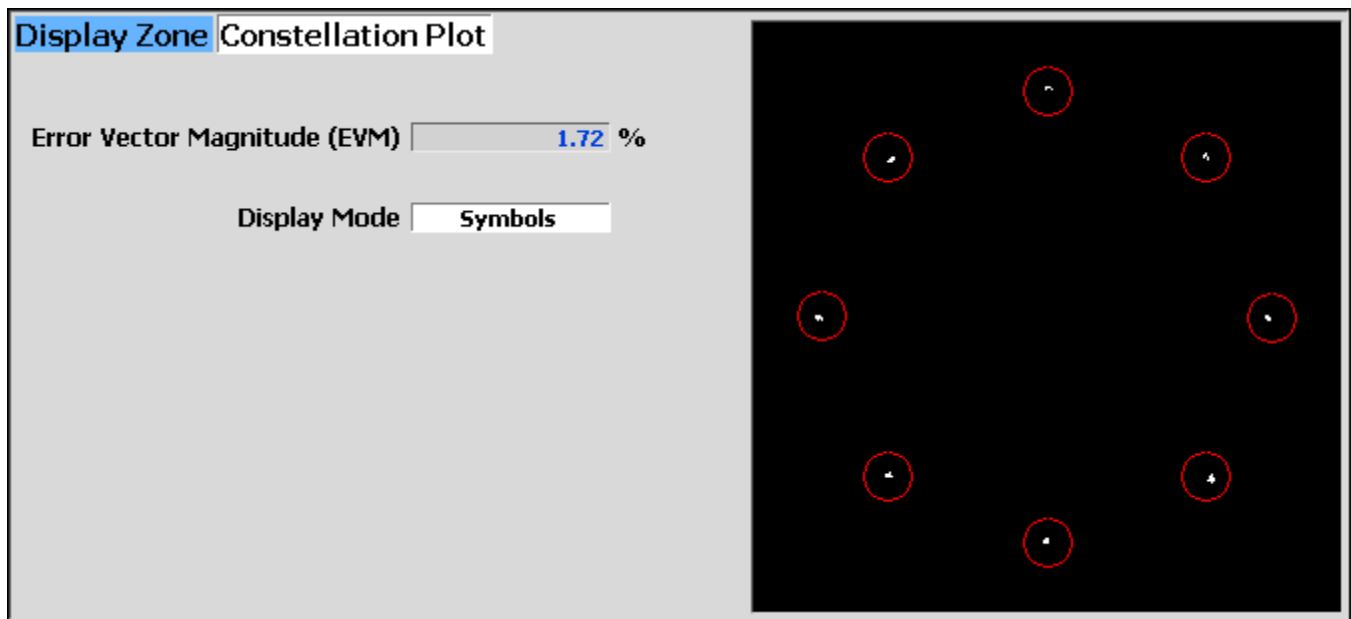 Display Zone Constellation Plot
Error Vector Magnitude (EVM) 1.72 %
Display Mode Symbols